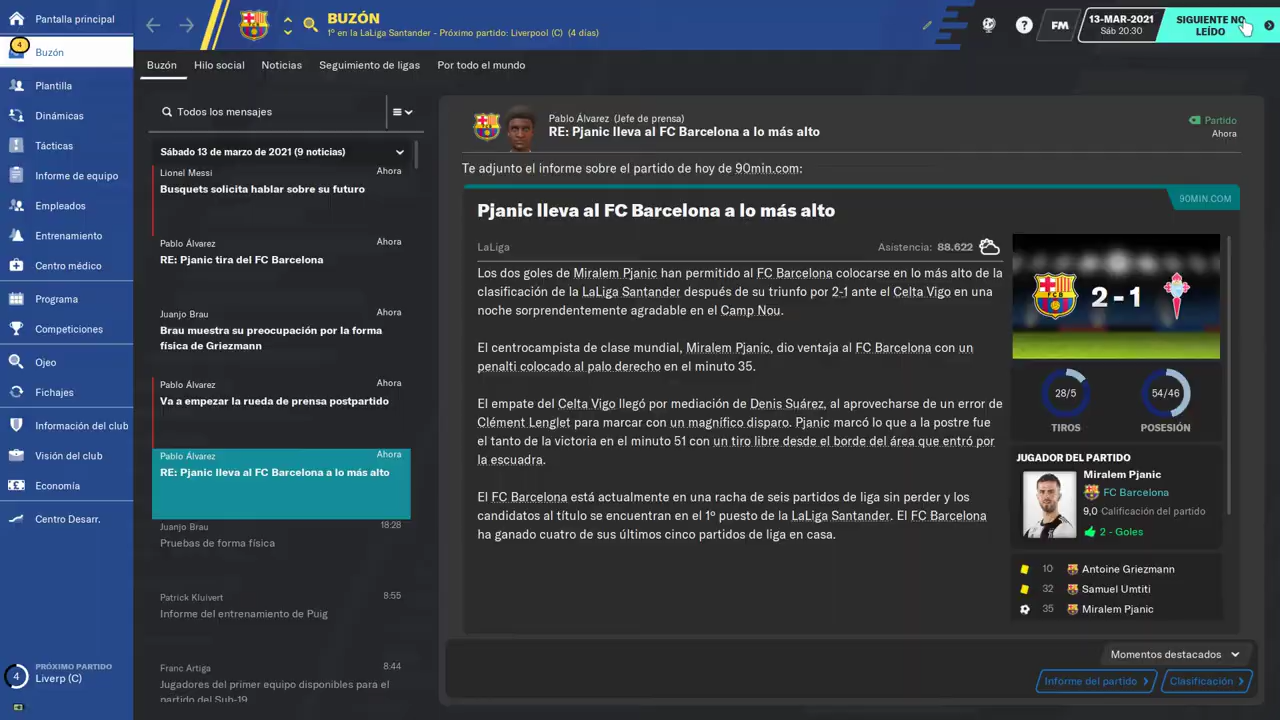 Pantalla principal
4
Buzón
Plantilla
Dinámicas
Tácticas
Informe de equipo
Empleados
Entrenamiento
Centro médico
Programa
Competiciones
Ojeo
Fichajes
Información del club
Visión del club
Economía
Centro Desarr.
4
PRÓXIMO PARTIDO
Liverp (C)
BUZÓN
1º en la LaLiga Santander - Próximo partido: Liverpool (C) (4 días)
?
FM
13-MAR-2021
Sáb 20:30
SIGUIENTE NO
LEÍDO
Buzón
Hilo social
Noticias
Seguimiento de ligas
Por todo el mundo
Todos los mensajes
Sábado 13 de marzo de 2021 (9 noticias)
Lionel Messi
Ahora
Busquets solicita hablar sobre su futuro
Pablo Álvarez
Ahora
RE: Pjanic tira del FC Barcelona
Juanjo Brau
Ahora
Brau muestra su preocupación por la forma
física de Griezmann
Pablo Álvarez
Ahora
Va a empezar la rueda de prensa postpartido
Pablo Álvarez
Ahora
RE: Pjanic lleva al FC Barcelona a lo más alto
Juanjo Brau
18:28
Pruebas de forma física
Patrick Kluivert
8:55
Informe del entrenamiento de Puig
Franc Artiga
8:44
Jugadores del primer equipo disponibles para el
partido del Sub-19
Pablo Álvarez (Jefe de prensa)
RE: Pjanic lleva al FC Barcelona a lo más alto
Partido
Ahora
Te adjunto el informe sobre el partido de hoy de 90min.com:
90MIN.COM
Pjanic lleva al FC Barcelona a lo más alto
LaLiga
Asistencia: 88.622
Los dos goles de Miralem Pjanic han permitido al FC Barcelona colocarse en lo más alto de la
clasificación de la LaLiga Santander después de su triunfo por 2-1 ante el Celta Vigo en una
noche sorprendentemente agradable en el Camp Nou.
El centrocampista de clase mundial, Miralem Pjanic, dio ventaja al FC Barcelona con un
penalti colocado al palo derecho en el minuto 35.
El empate del Celta Vigo llegó por mediación de Denis Suárez, al aprovecharse de un error de
Clément Lenglet para marcar con un magnífico disparo. Pjanic marcó lo que a la postre fue
el tanto de la victoria en el minuto 51 con un tiro libre desde el borde del área que entró por
la escuadra.
El FC Barcelona está actualmente en una racha de seis partidos de liga sin perder y los
candidatos al título se encuentran en el 1º puesto de la LaLiga Santander. El FC Barcelona
ha ganado cuatro de sus últimos cinco partidos de liga en casa.
2-1
28/5
TIROS
54/46
POSESIÓN
JUGADOR DEL PARTIDO
Miralem Pjanic
FC Barcelona
9,0 Calificación del partido
2 - Goles
10 Antoine Griezmann
32 Samuel Umtiti
35 Miralem Pjanic
Momentos destacados
Informe del partido
Clasificación